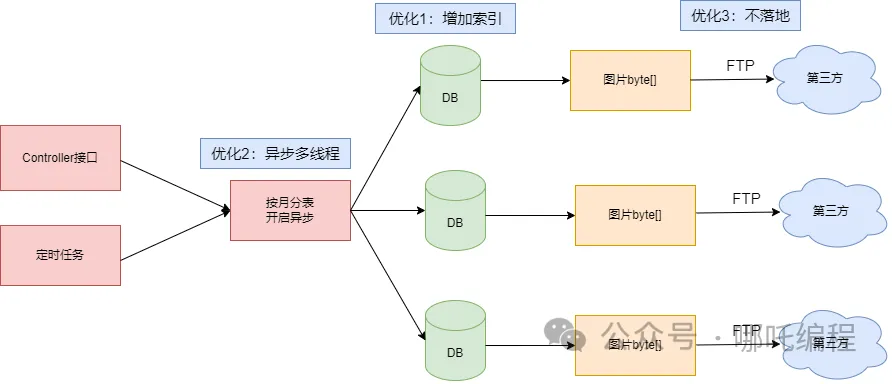 优化1：增加索引
优化3：不落地
DB
图片byte[]
FTP
第三方
Controller接口
优化2：异步多线程
按月分表
开启异步
定时任务
DB
图片byte[]
FTP
第三方
DB
图片byte[]
FTP
第三方
公众号·哪吒编程